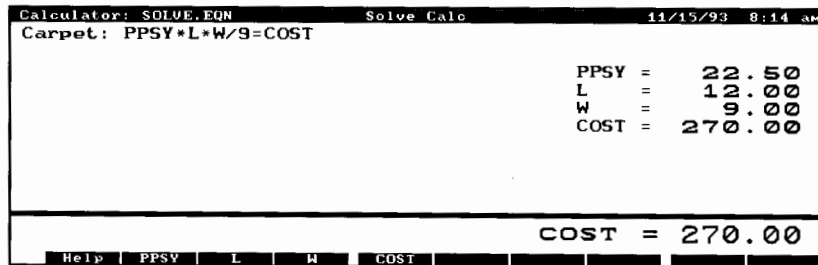 Calculator: SOLVE.EQN Solve Calc 11/15/93 8:14 am
Carpet: PPSY*L*W/9=COST
PPSY = 22.50
L = 12.00
W = 9.00
COST = 270.00
COST = 270.00
Help PPSY L W COST